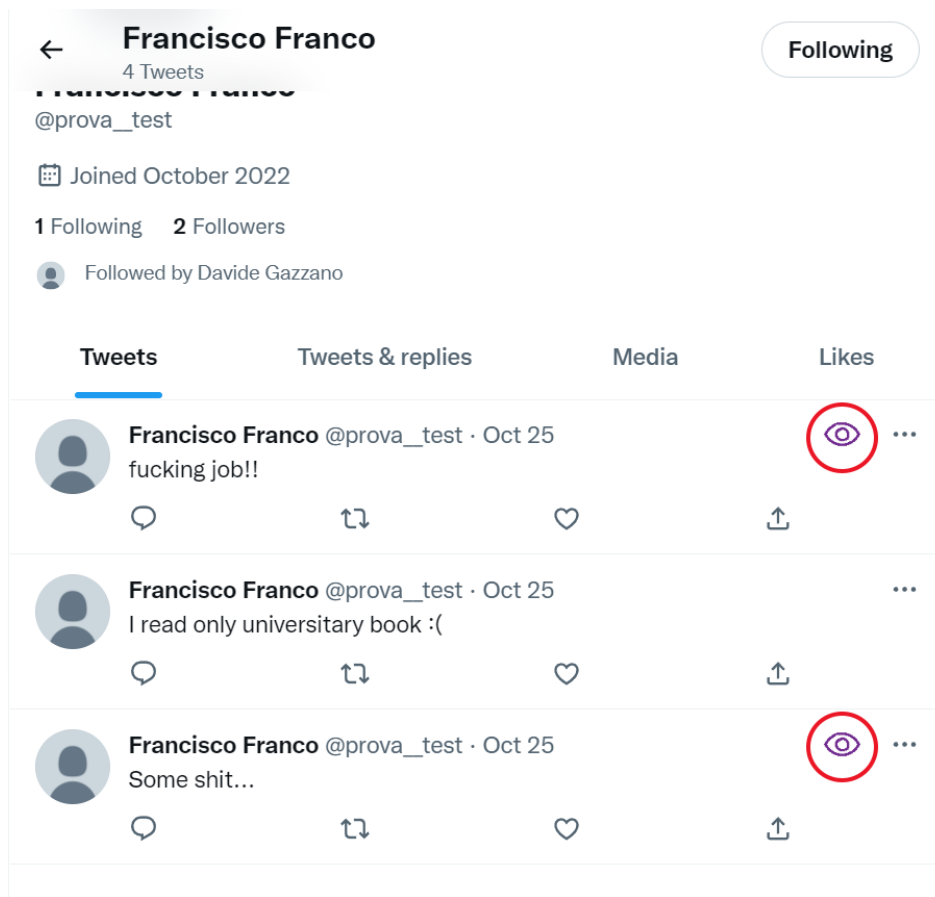 Francisco Franco
4 Tweets
Following
Francisco Franco
@prova__test
Joined October 2022
1 Following 2 Followers
Followed by Davide Gazzano
Tweets Tweets & replies Media Likes
Francisco Franco @prova__test · Oct 25
fucking job!!
Francisco Franco @prova__test · Oct 25
I read only universitary book :(
Francisco Franco @prova__test · Oct 25
Some shit...